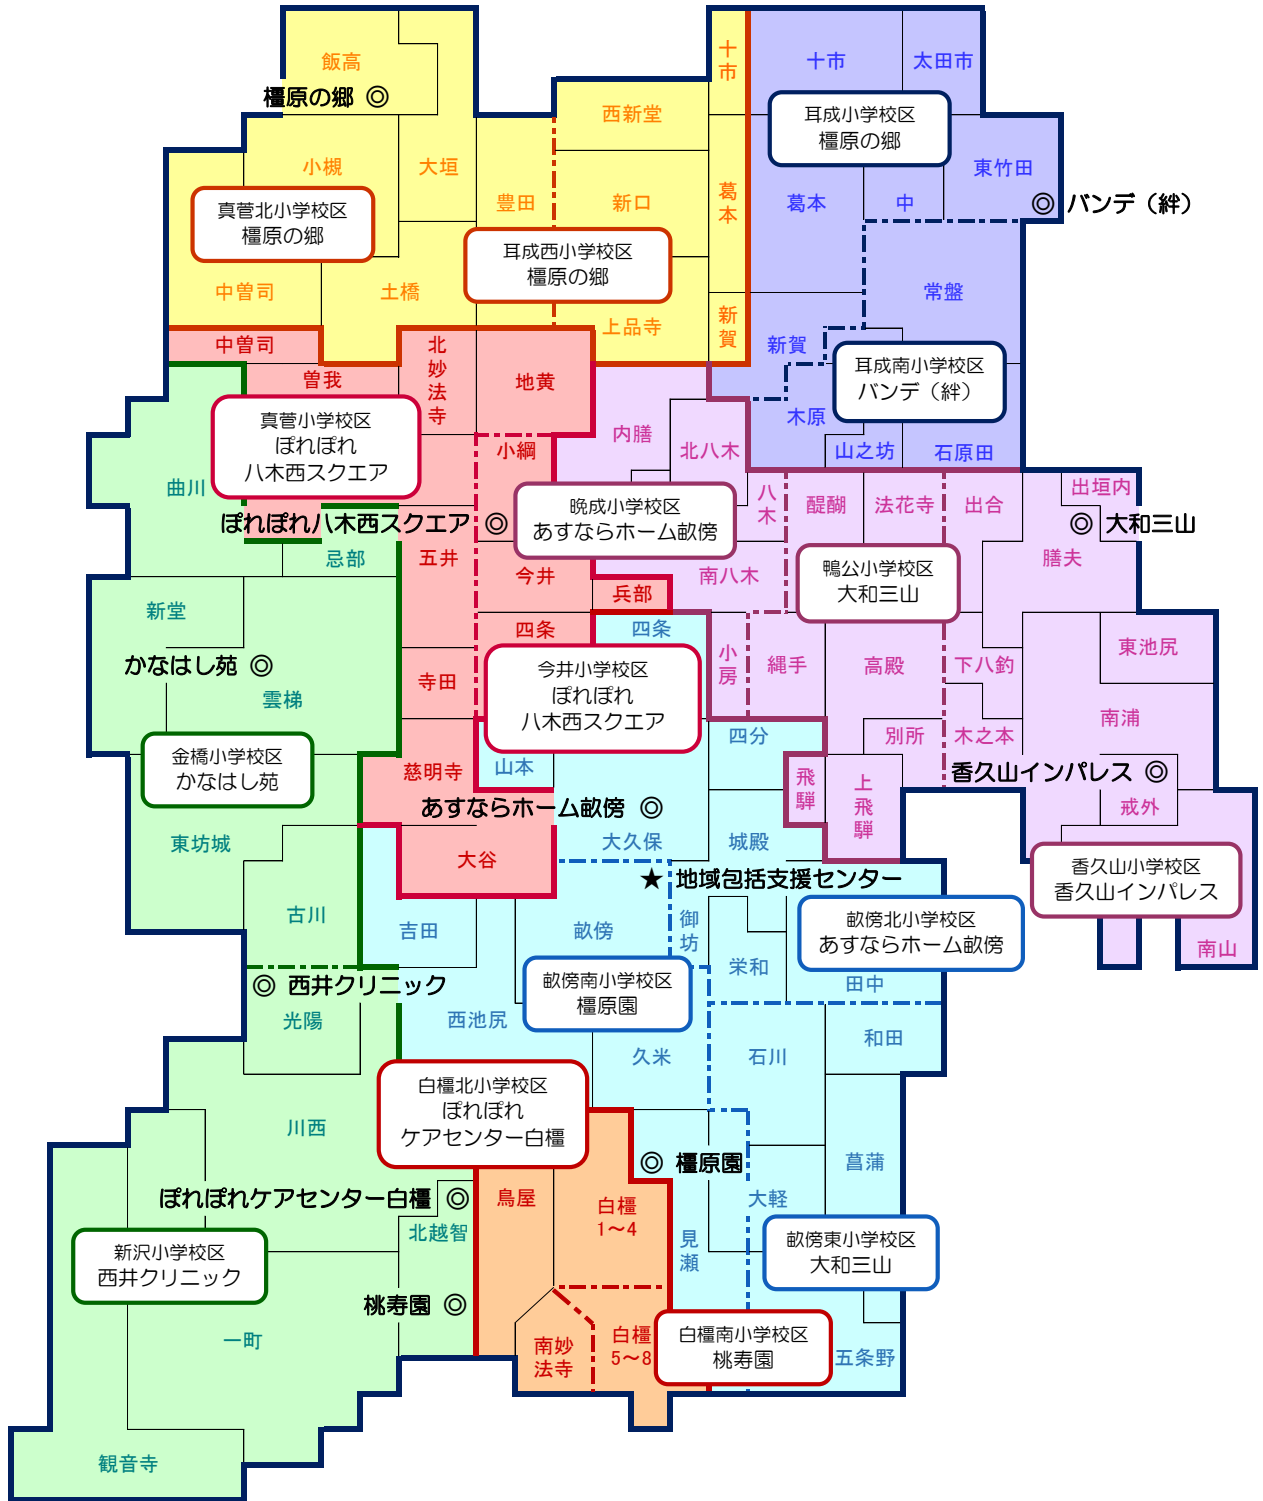 飯高
橿原の郷 ◎
十市
十市
太田市
西新堂
耳成小学校区
橿原の郷
小槻
大垣
東竹田
豊田
新口
葛本
葛本
中
◎ バンデ（絆）
真菅北小学校区
橿原の郷
耳成西小学校区
橿原の郷
中曽司
土橋
常盤
上品寺
新賀
新賀
中曽司
北妙法寺
曽我
地黄
耳成南小学校区
バンデ（絆）
真菅小学校区
ぽれぽれ
八木西スクエア
内膳
木原
小綱
北八木
山之坊
石原田
曲川
八木
醍醐
法花寺
出合
出垣内
ぽれぽれ八木西スクエア ◎
晩成小学校区
あすならホーム畝傍
◎ 大和三山
忌部
五井
今井
南八木
鴨公小学校区
大和三山
膳夫
新堂
兵部
四条
四条
かなはし苑 ◎
小房
縄手
高殿
下八釣
東池尻
寺田
今井小学校区
ぽれぽれ
八木西スクエア
雲梯
南浦
四分
別所
木之本
金橋小学校区
かなはし苑
慈明寺
山本
飛騨
上飛騨
香久山インパレス ◎
あすならホーム畝傍 ◎
戒外
東坊城
大久保
城殿
大谷
★ 地域包括支援センター
香久山小学校区
香久山インパレス
古川
吉田
畝傍
御坊
畝傍北小学校区
あすならホーム畝傍
南山
◎ 西井クリニック
畝傍南小学校区
橿原園
栄和
田中
光陽
西池尻
久米
石川
和田
白橿北小学校区
ぽれぽれ
ケアセンター白橿
川西
◎ 橿原園
菖蒲
ぽれぽれケアセンター白橿 ◎
鳥屋
白橿
1～4
大軽
北越智
見瀬
畝傍東小学校区
大和三山
新沢小学校区
西井クリニック
桃寿園 ◎
一町
南妙法寺
白橿
5～8
白橿南小学校区
桃寿園
五条野
観音寺